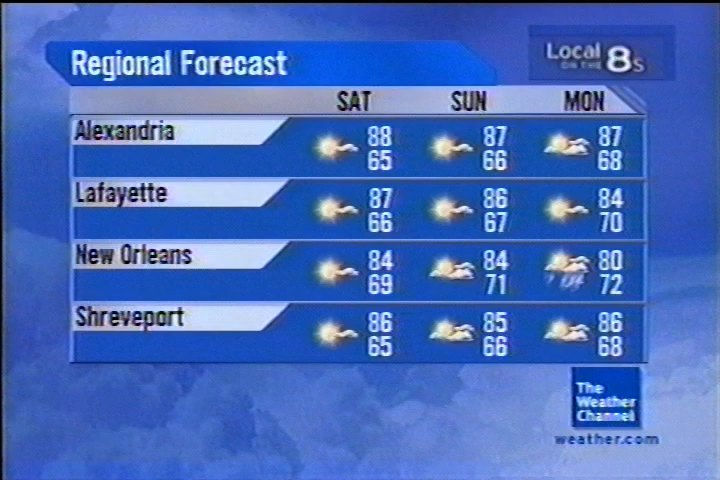 Regional Forecast
Local
ON THE 8s
SAT SUN MON
Alexandria 88 87 87
65 66 68
Lafayette 87 86 84
66 67 70
New Orleans 84 84 80
69 71 72
Shreveport 86 85 86
65 66 68
The
Weather
Channel
weather.com